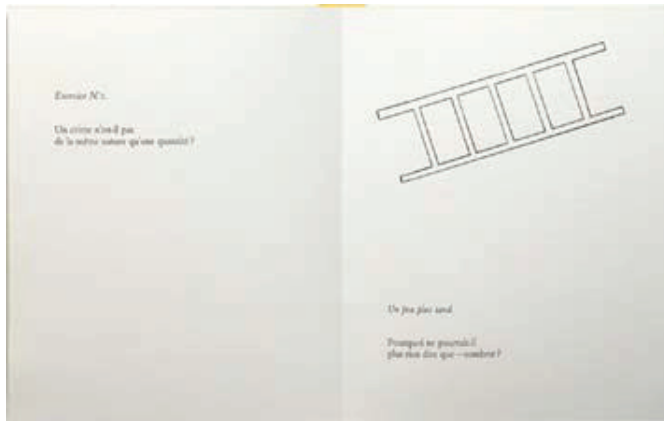 Exercice N°1.
Un crime n'est-il pas
de la même nature qu'une quantité ?
Un peu plus tard
Pourquoi ne pourrait-il
plus rien dire que —nombre ?